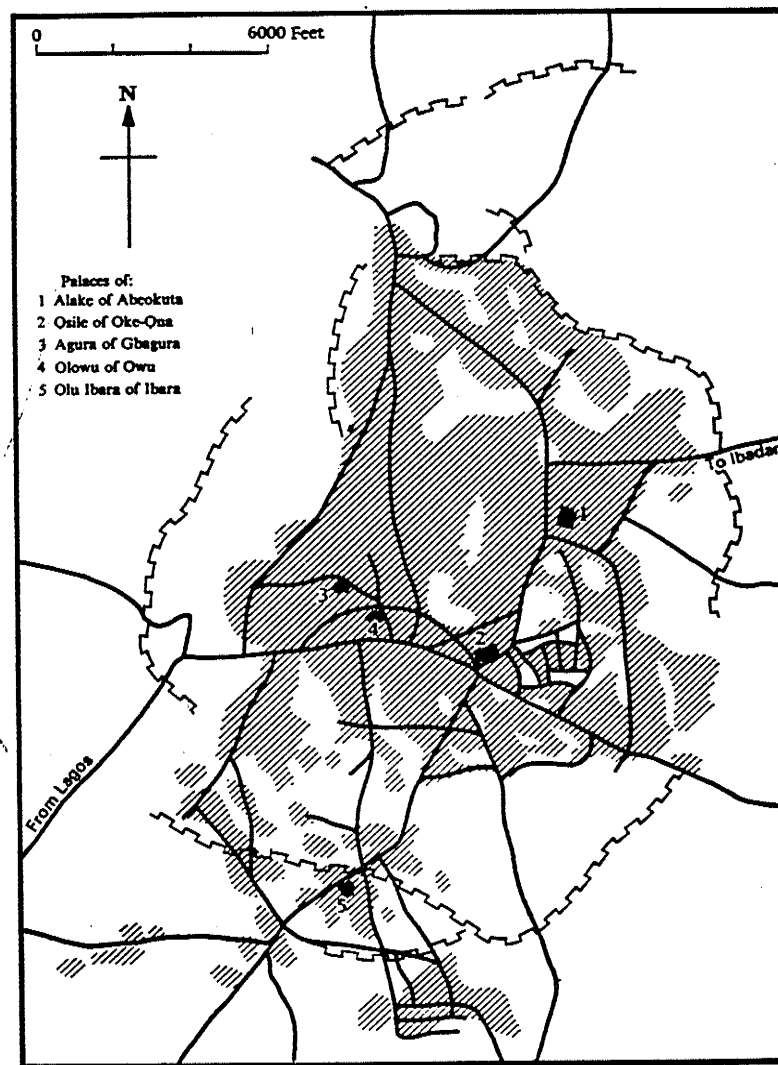 0 6000 Feet
N
Palaces of:
1 Alake of Abeokuta
2 Osile of Oke-Ona
3 Agura of Gbagura
4 Olowu of Owu
5 Olu Ibara of Ibara
To Ibadan
1
3
4
2
From Lagos
5